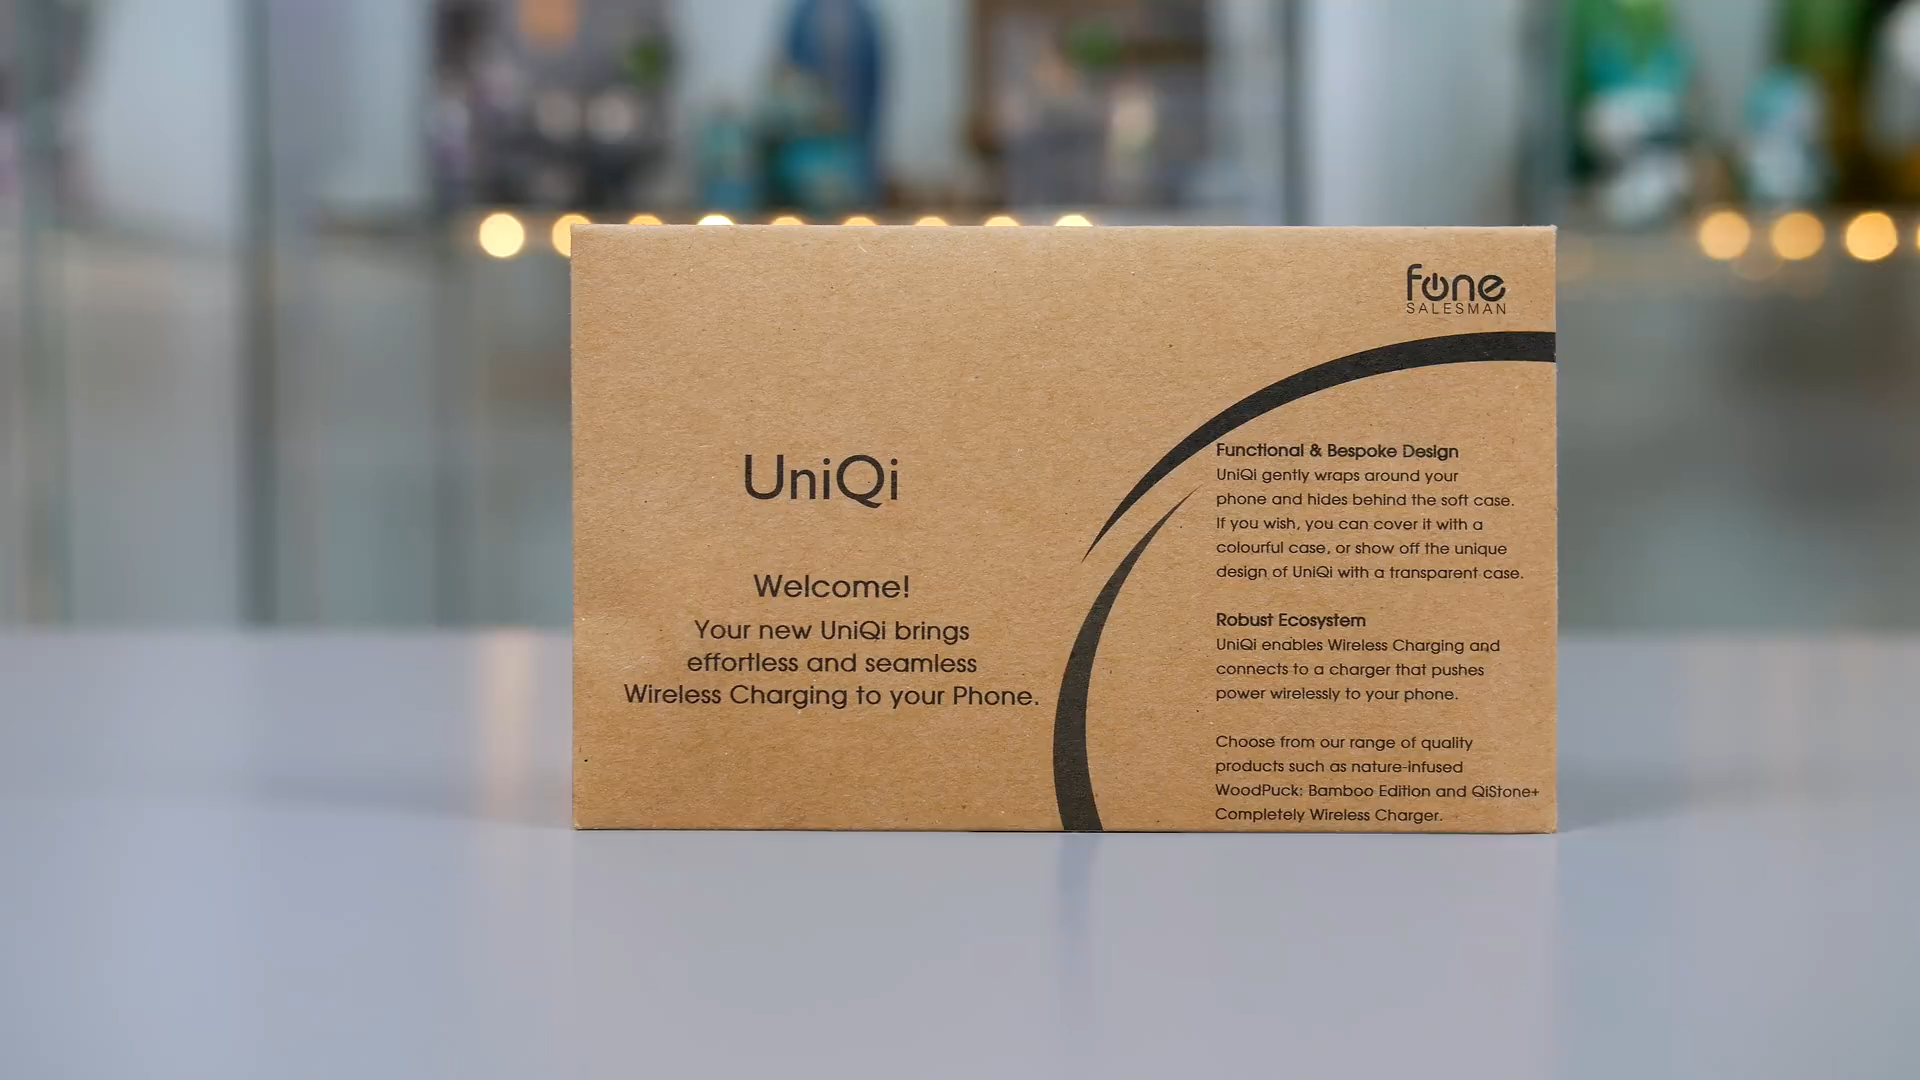 fone
SALESMAN
UniQi
Welcome!
Your new UniQi brings
effortless and seamless
Wireless Charging to your Phone.
Functional & Bespoke Design
UniQi gently wraps around your
phone and hides behind the soft case.
If you wish, you can cover it with a
colourful case, or show off the unique
design of UniQi with a transparent case.
Robust Ecosystem
UniQi enables Wireless Charging and
connects to a charger that pushes
power wirelessly to your phone.
Choose from our range of quality
products such as nature-infused
WoodPuck: Bamboo Edition and QiStone+
Completely Wireless Charger.